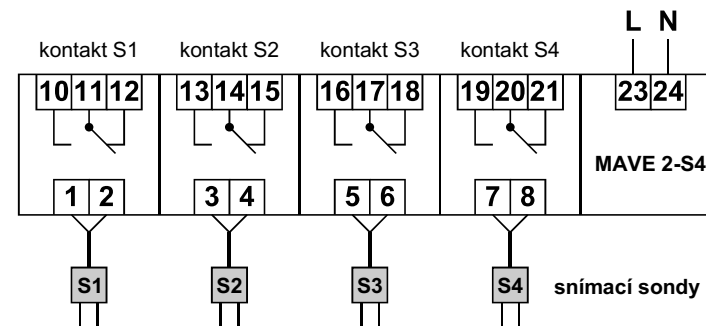 L N
kontakt S1 kontakt S2 kontakt S3 kontakt S4
10 11 12 13 14 15 16 17 18 19 20 21 23 24
MAVE 2-S4
1 2 3 4 5 6 7 8
S1 S2 S3 S4 snímací sondy